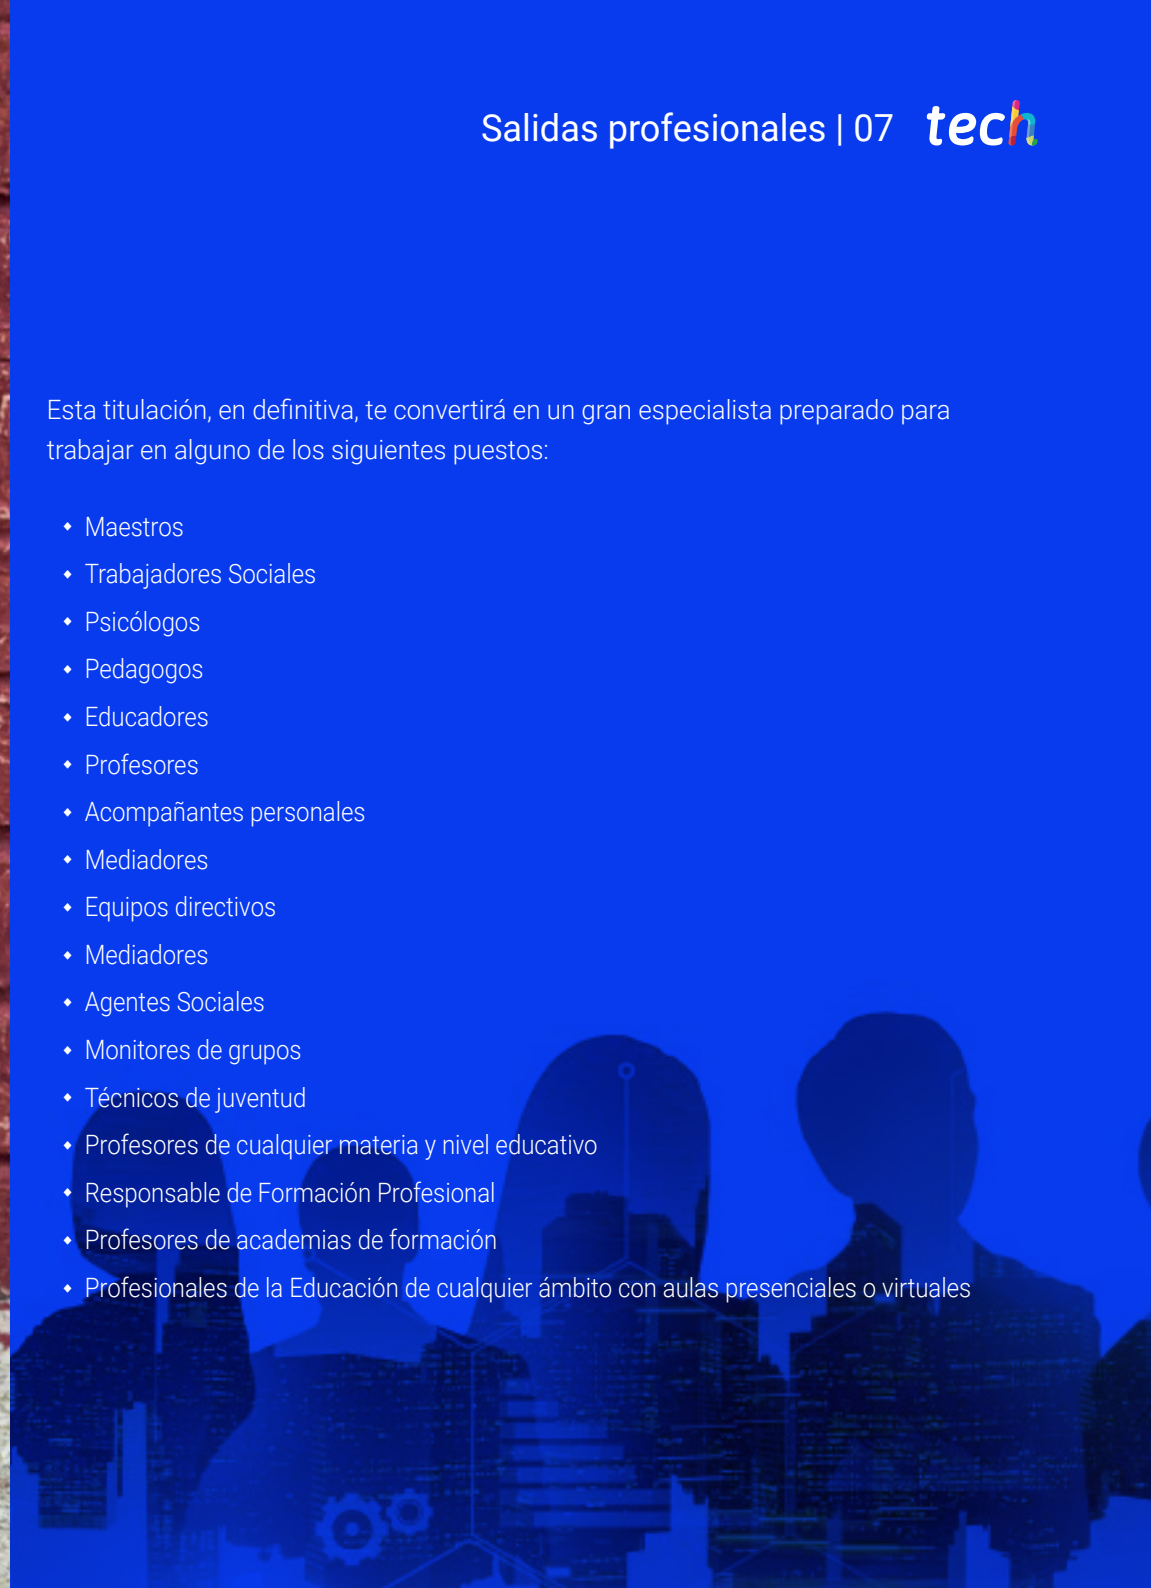 Salidas profesionales | 07 tech
Esta titulación, en definitiva, te convertirá en un gran especialista preparado para
trabajar en alguno de los siguientes puestos:
Maestros
Trabajadores Sociales
Psicólogos
Pedagogos
Educadores
Profesores
Acompañantes personales
Mediadores
Equipos directivos
Mediadores
Agentes Sociales
Monitores de grupos
Técnicos de juventud
Profesores de cualquier materia y nivel educativo
Responsable de Formación Profesional
Profesores de academias de formación
Profesionales de la Educación de cualquier ámbito con aulas presenciales o virtuales